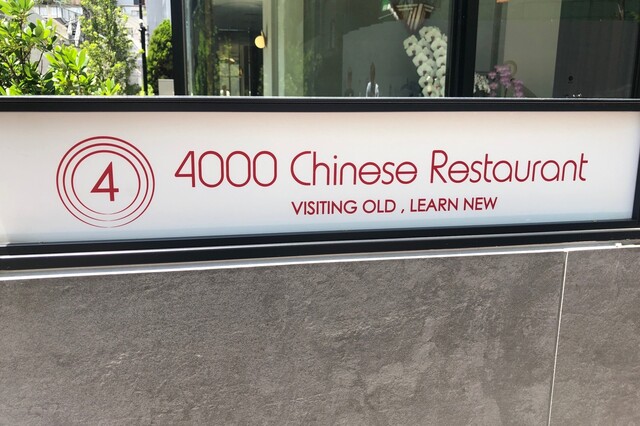 4
4000 Chinese Restaurant
VISITING OLD , LEARN NEW